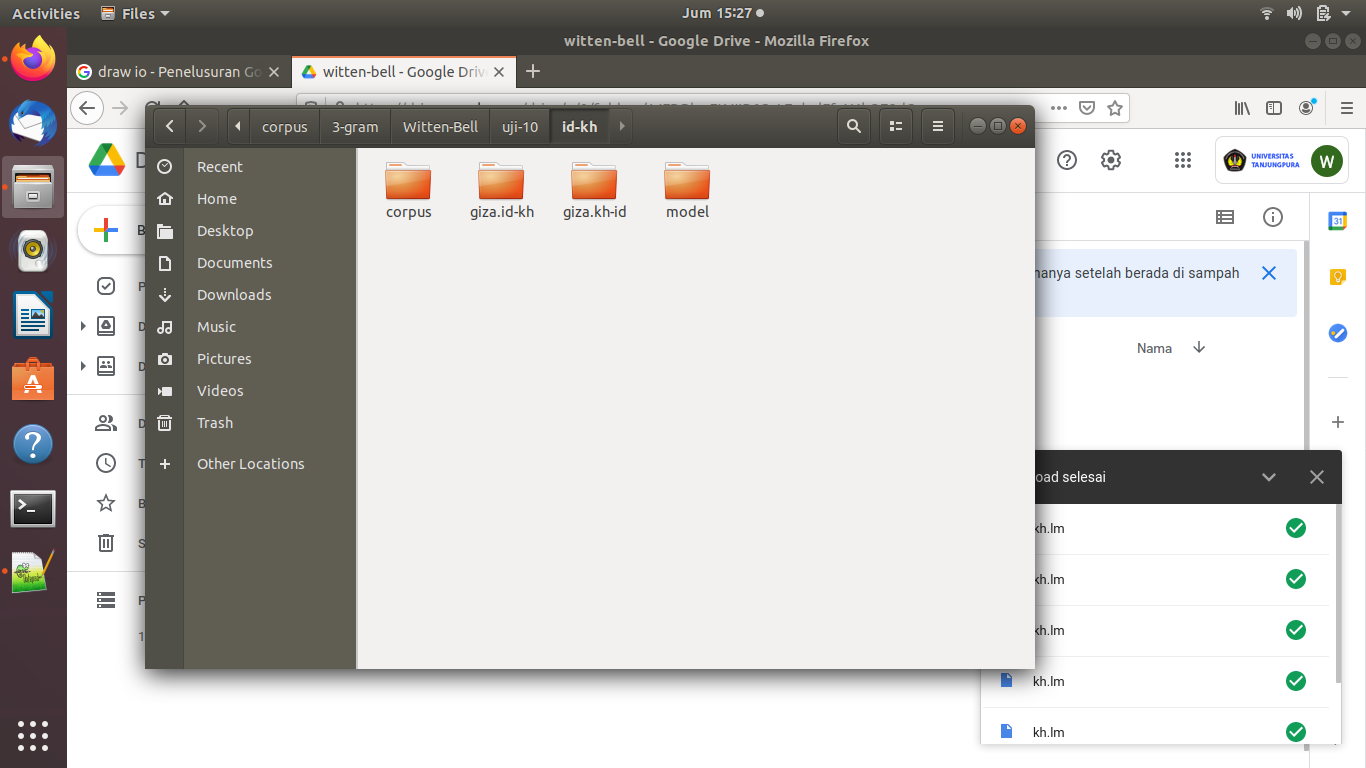 Activities Files Jum 15:27
witten-bell - Google Drive - Mozilla Firefox
draw io - Penelusuran Go
witten-bell - Google Drive
corpus 3-gram Witten-Bell uji-10 id-kh
Recent
Home
Desktop
Documents
Downloads
Music
Pictures
Videos
Trash
Other Locations
corpus giza.id-kh giza.kh-id model
UNIVERSITAS
TANJUNGPURA
W
31
hanya setelah berada di sampah
Nama
oad selesai
kh.lm
kh.lm
kh.lm
kh.lm
kh.lm